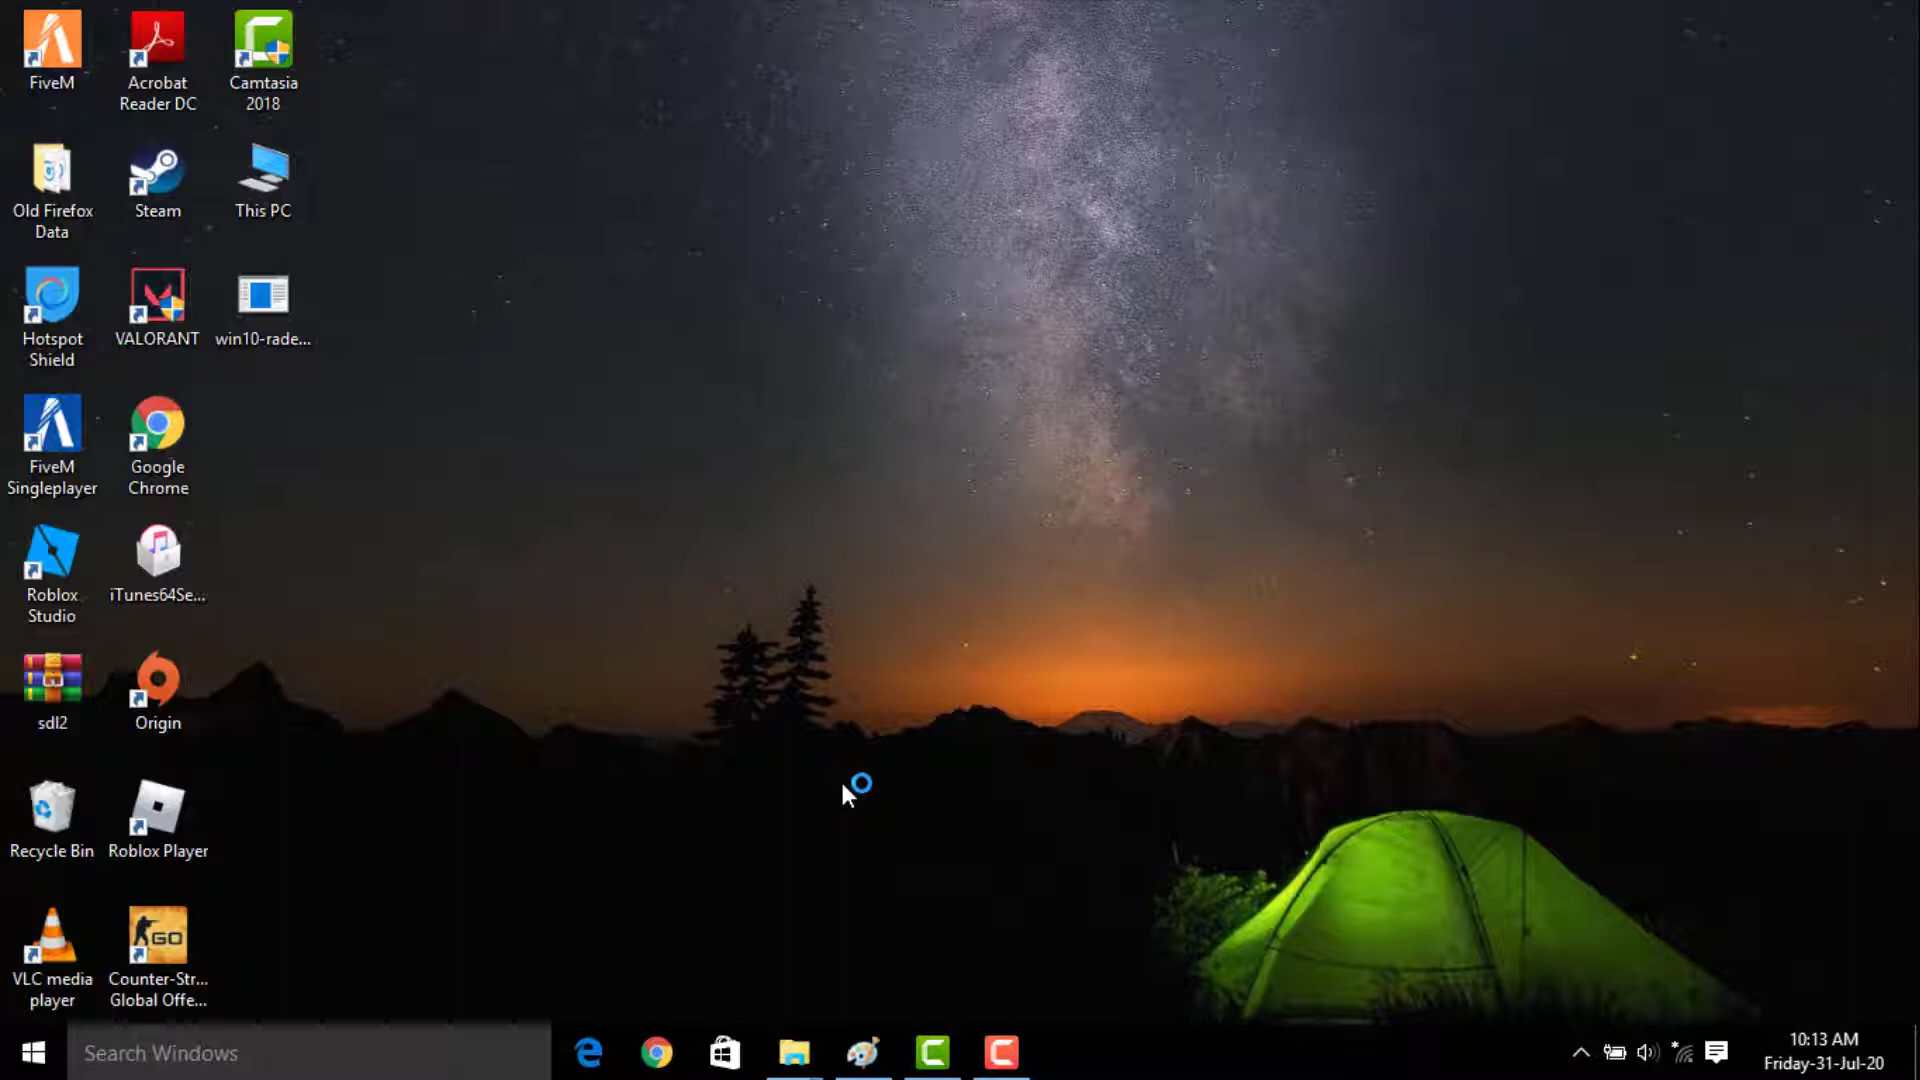 FiveM
Acrobat
Reader DC
Camtasia
2018
Old Firefox
Data
Steam
This PC
Hotspot
Shield
VALORANT
win10-rade...
FiveM
Singleplayer
Google
Chrome
Roblox
Studio
iTunes64Se...
sdl2
Origin
Recycle Bin
Roblox Player
VLC media
player
GO
Counter-Str...
Global Offe...
Search Windows
10:13 AM
Friday-31-Jul-20